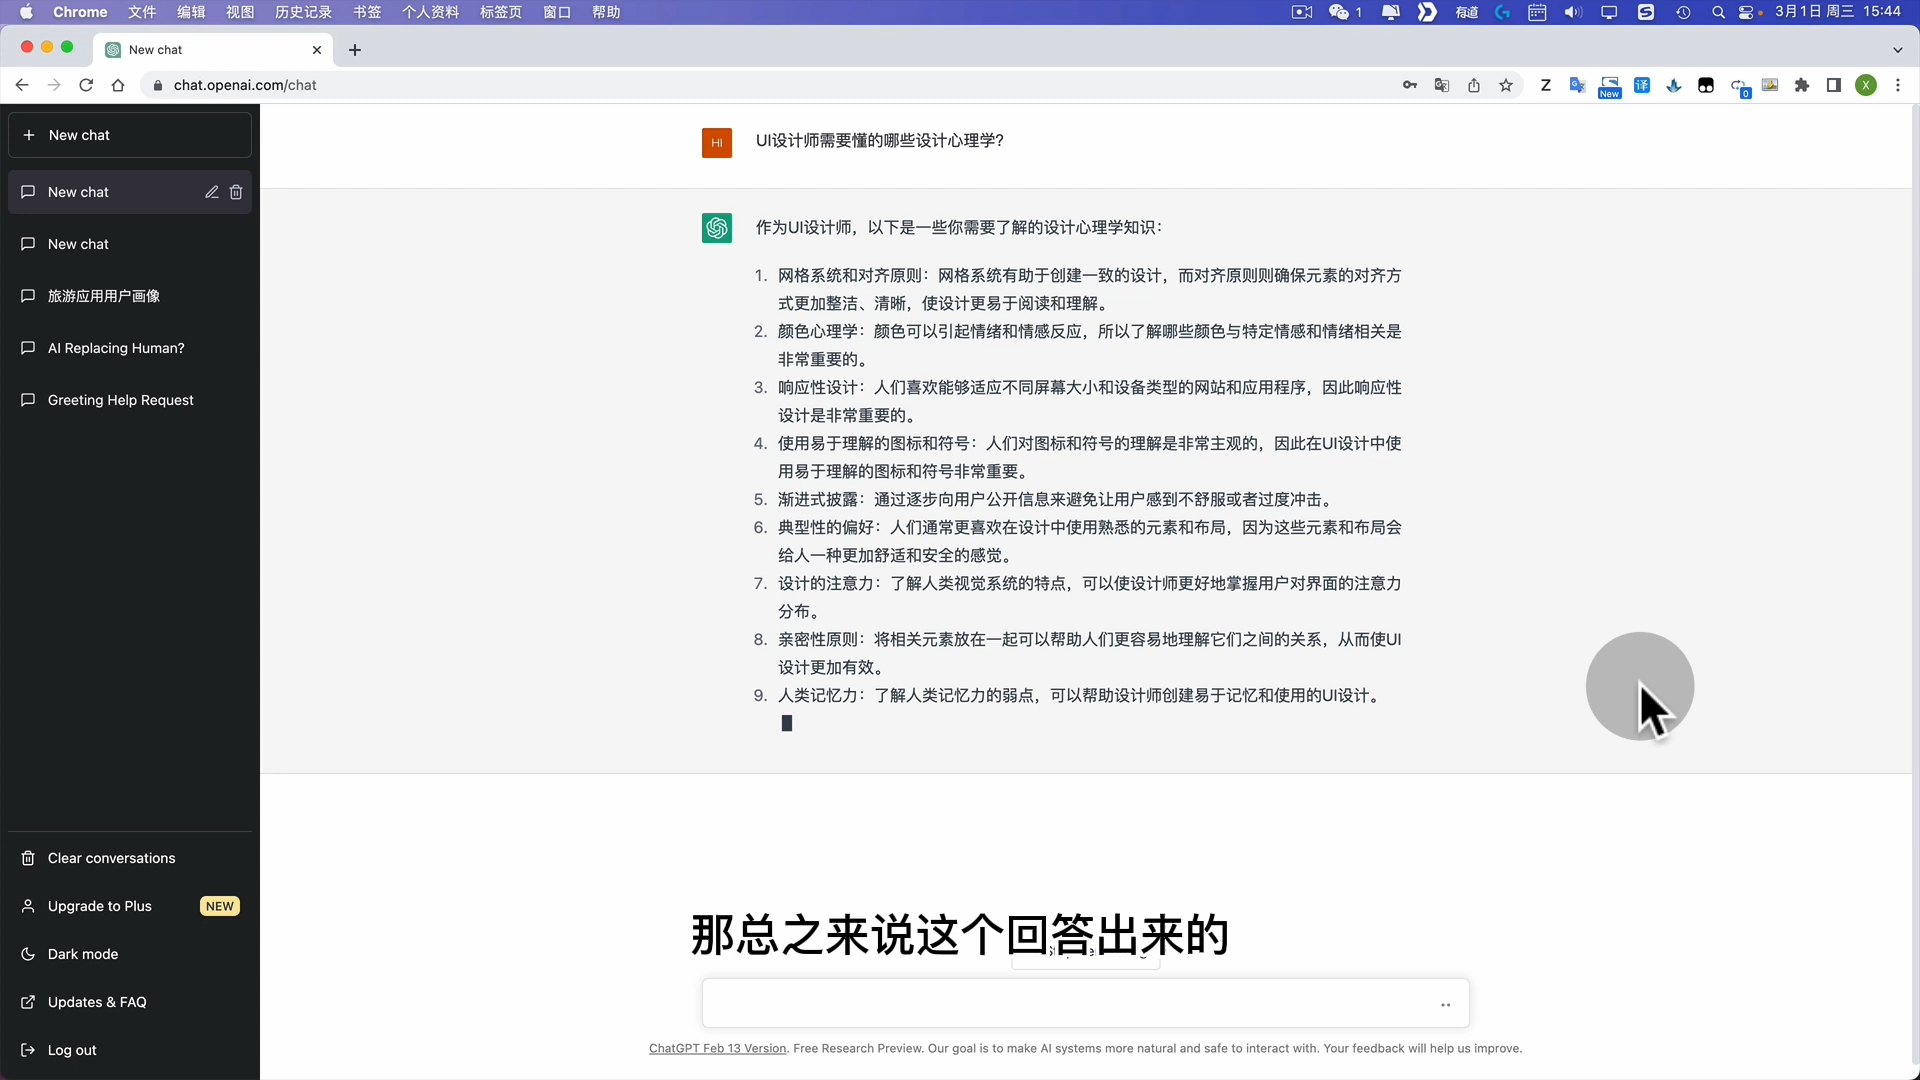 Chrome 文件 编辑 视图 历史记录 书签 个人资料 标签页 窗口 帮助 1 有道 3月1日 周三 15:44
New chat
chat.openai.com/chat
Z New 译 0 X
New chat
New chat
New chat
旅游应用用户画像
AI Replacing Human?
Greeting Help Request
HI UI设计师需要懂的哪些设计心理学?
作为UI设计师，以下是一些你需要了解的设计心理学知识：
1. 网格系统和对齐原则：网格系统有助于创建一致的设计，而对齐原则则确保元素的对齐方
式更加整洁、清晰，使设计更易于阅读和理解。
2. 颜色心理学：颜色可以引起情绪和情感反应，所以了解哪些颜色与特定情感和情绪相关是
非常重要的。
3. 响应性设计：人们喜欢能够适应不同屏幕大小和设备类型的网站和应用程序，因此响应性
设计是非常重要的。
4. 使用易于理解的图标和符号：人们对图标和符号的理解是非常主观的，因此在UI设计中使
用易于理解的图标和符号非常重要。
5. 渐进式披露：通过逐步向用户公开信息来避免让用户感到不舒服或者过度冲击。
6. 典型性的偏好：人们通常更喜欢在设计中使用熟悉的元素和布局，因为这些元素和布局会
给人一种更加舒适和安全的感觉。
7. 设计的注意力：了解人类视觉系统的特点，可以使设计师更好地掌握用户对界面的注意力
分布。
8. 亲密性原则：将相关元素放在一起可以帮助人们更容易地理解它们之间的关系，从而使UI
设计更加有效。
9. 人类记忆力：了解人类记忆力的弱点，可以帮助设计师创建易于记忆和使用的UI设计。
Clear conversations
Upgrade to Plus NEW
Dark mode
Updates & FAQ
Log out
那总之来说这个回答出来的
ChatGPT Feb 13 Version. Free Research Preview. Our goal is to make AI systems more natural and safe to interact with. Your feedback will help us improve.